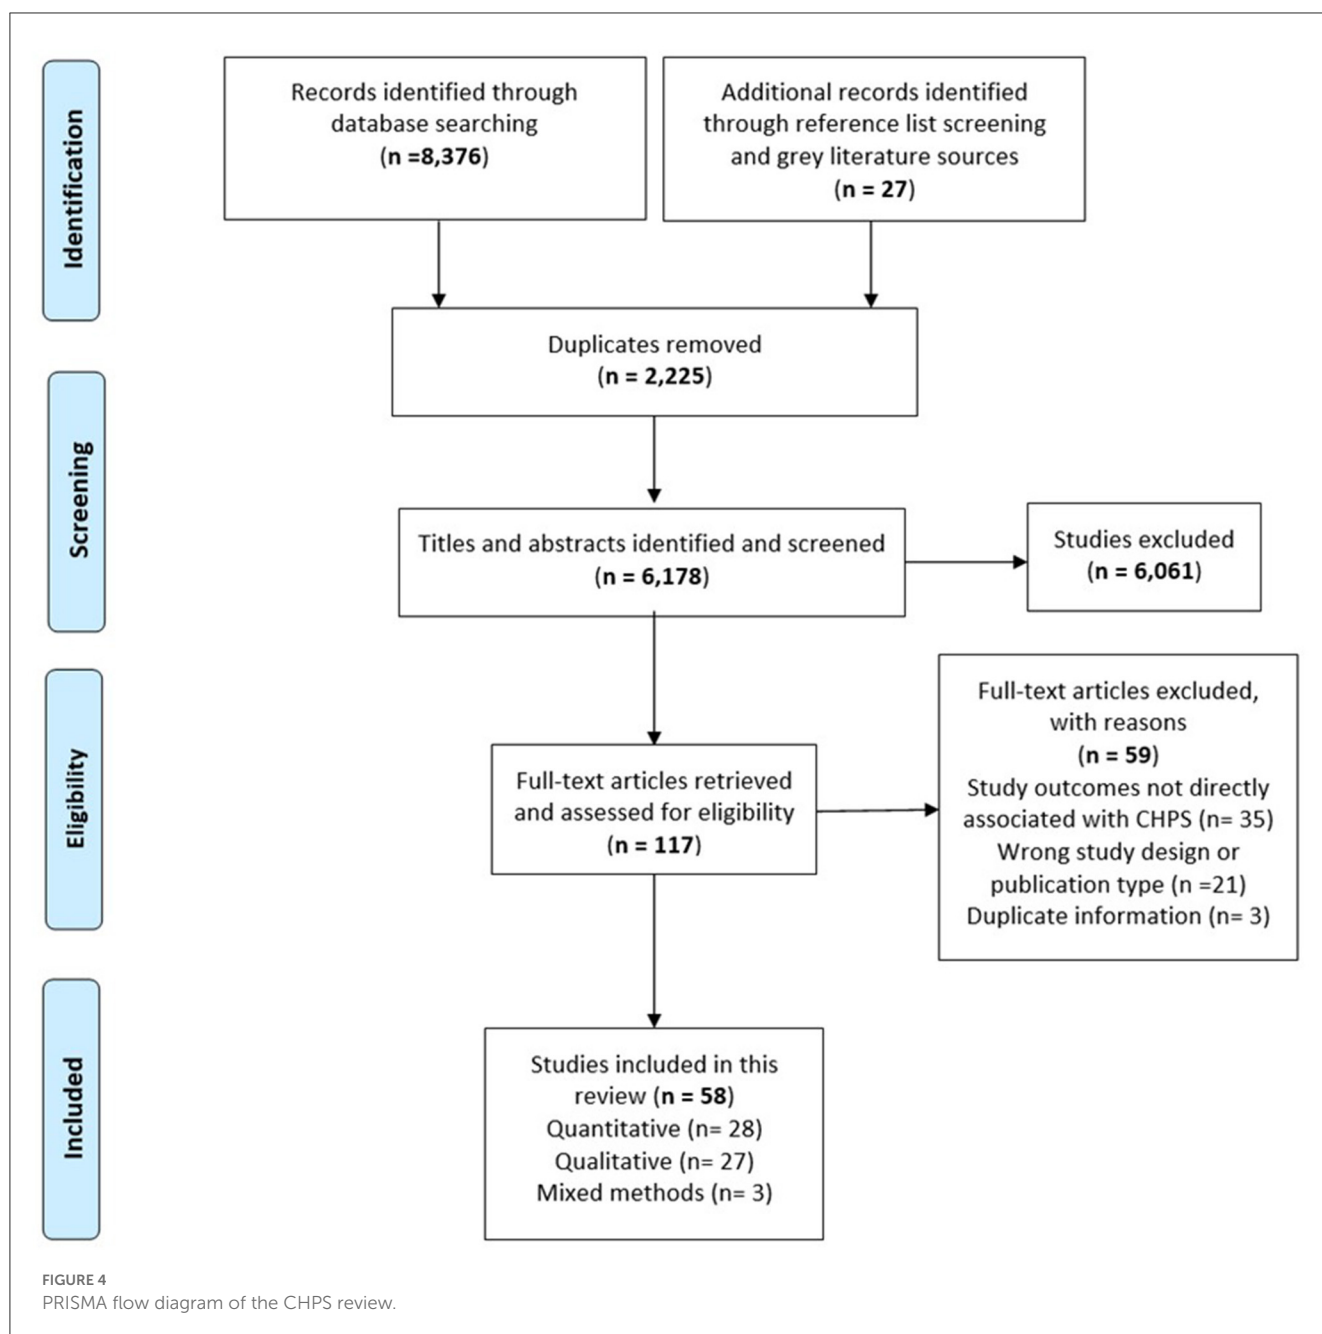 Identification
Records identified through
database searching
(n =8,376)
Additional records identified
through reference list screening
and grey literature sources
(n = 27)
Duplicates removed
(n = 2,225)
Screening
Titles and abstracts identified and screened
(n = 6,178)
Studies excluded
(n = 6,061)
Eligibility
Full-text articles retrieved
and assessed for eligibility
(n = 117)
Full-text articles excluded,
with reasons
(n = 59)
Study outcomes not directly
associated with CHPS (n= 35)
Wrong study design or
publication type (n =21)
Duplicate information (n= 3)
Included
Studies included in this
review (n = 58)
Quantitative (n= 28)
Qualitative (n= 27)
Mixed methods (n= 3)
FIGURE 4
PRISMA flow diagram of the CHPS review.